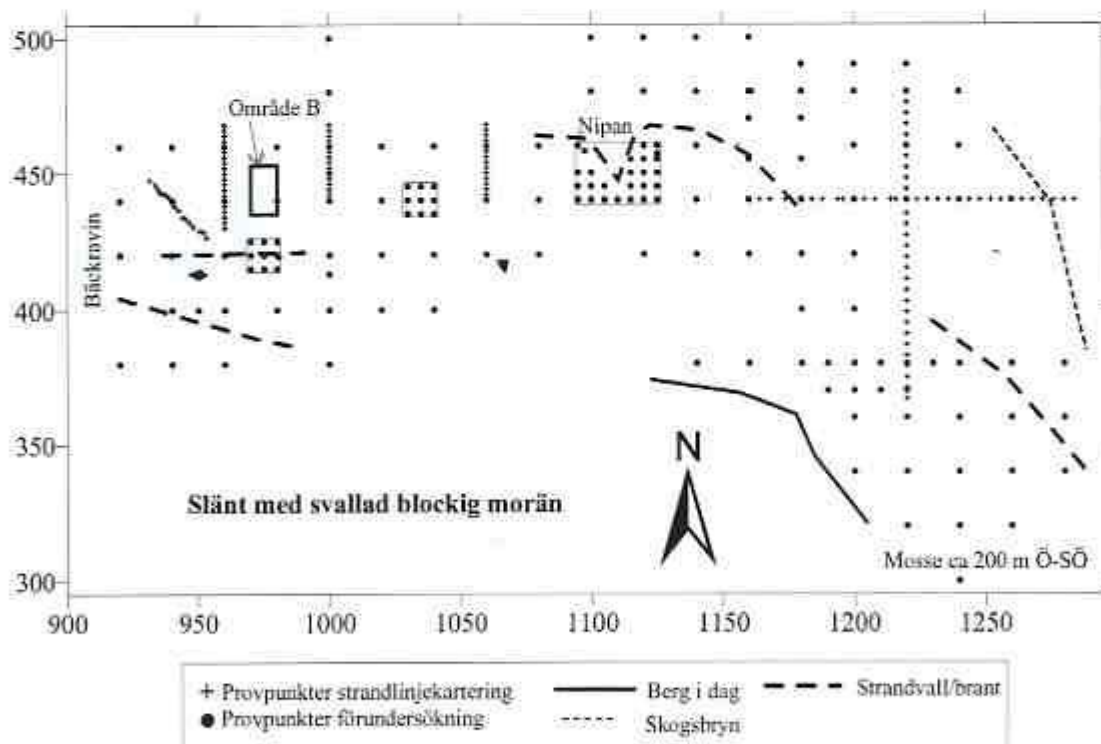 500
Område B
Nipan
450
Bäckravin
400
350
N
Slänt med svallad blockig morän
Mosse ca 200 m Ö-SÖ
300
900 950 1000 1050 1100 1150 1200 1250
+ Provpunkter strandlinjekartering Berg i dag Strandvall/brant
● Provpunkter förundersökning Skogsbryn